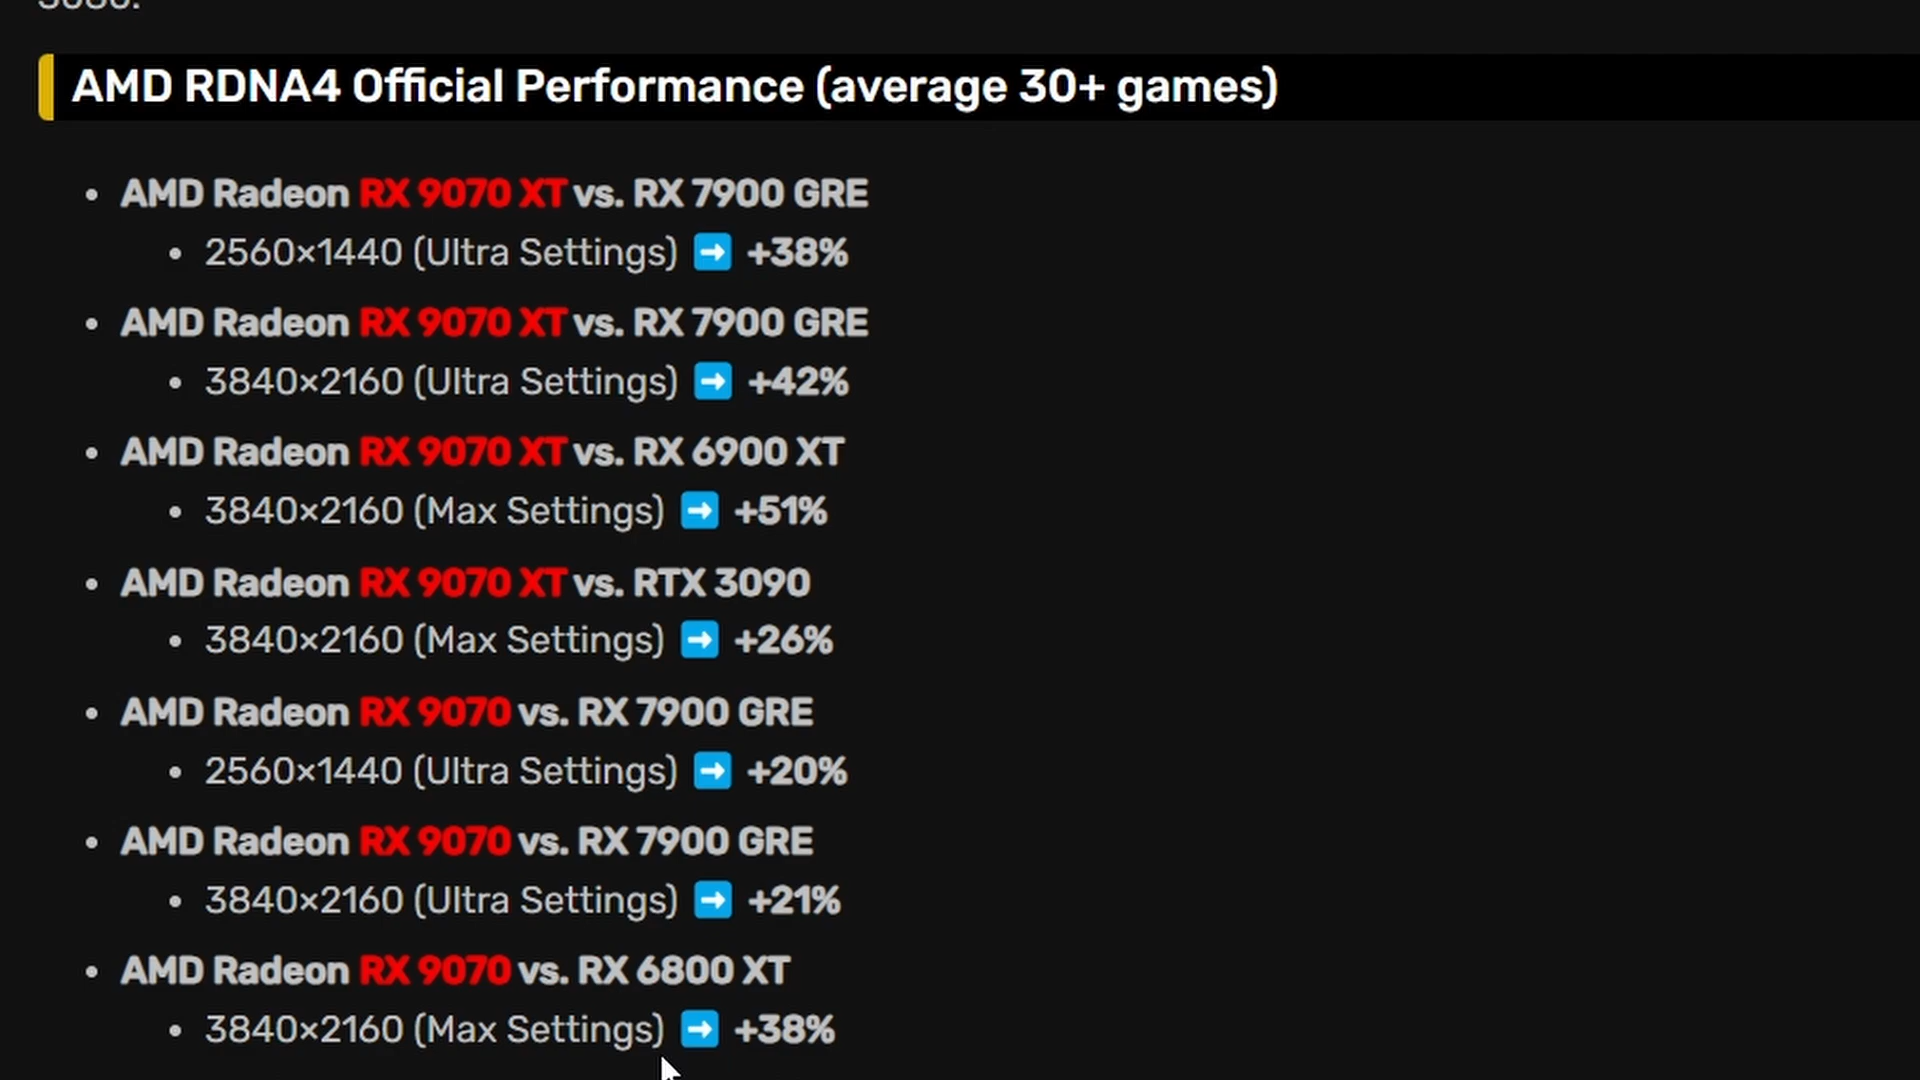 3080.
AMD RDNA4 Official Performance (average 30+ games)
• AMD Radeon RX 9070 XT vs. RX 7900 GRE
• 2560×1440 (Ultra Settings) ➡ +38%
• AMD Radeon RX 9070 XT vs. RX 7900 GRE
• 3840×2160 (Ultra Settings) ➡ +42%
• AMD Radeon RX 9070 XT vs. RX 6900 XT
• 3840×2160 (Max Settings) ➡ +51%
• AMD Radeon RX 9070 XT vs. RTX 3090
• 3840×2160 (Max Settings) ➡ +26%
• AMD Radeon RX 9070 vs. RX 7900 GRE
• 2560×1440 (Ultra Settings) ➡ +20%
• AMD Radeon RX 9070 vs. RX 7900 GRE
• 3840×2160 (Ultra Settings) ➡ +21%
• AMD Radeon RX 9070 vs. RX 6800 XT
• 3840×2160 (Max Settings) ➡ +38%